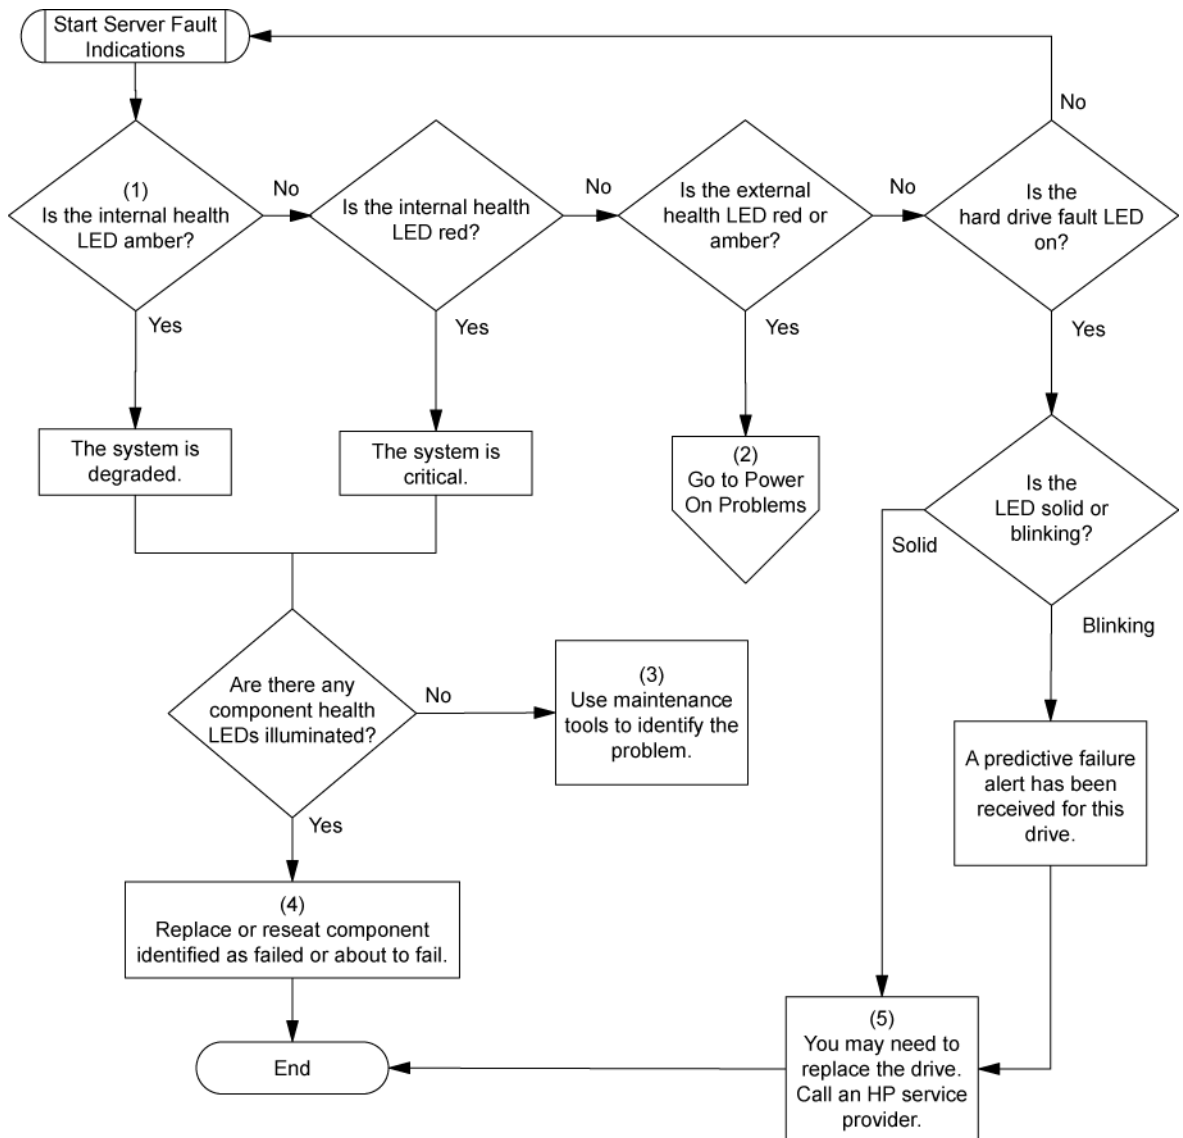 Start Server Fault
Indications
No
(1)
Is the internal health
LED amber?
No
Is the internal health
LED red?
No
Is the external
health LED red or
amber?
No
Is the
hard drive fault LED
on?
Yes
Yes
Yes
Yes
The system is
degraded.
The system is
critical.
(2)
Go to Power
On Problems
Is the
LED solid or
blinking?
Solid
Blinking
Are there any
component health
LEDs illuminated?
No
(3)
Use maintenance
tools to identify the
problem.
A predictive failure
alert has been
received for this
drive.
Yes
(4)
Replace or reseat component
identified as failed or about to fail.
End
(5)
You may need to
replace the drive.
Call an HP service
provider.